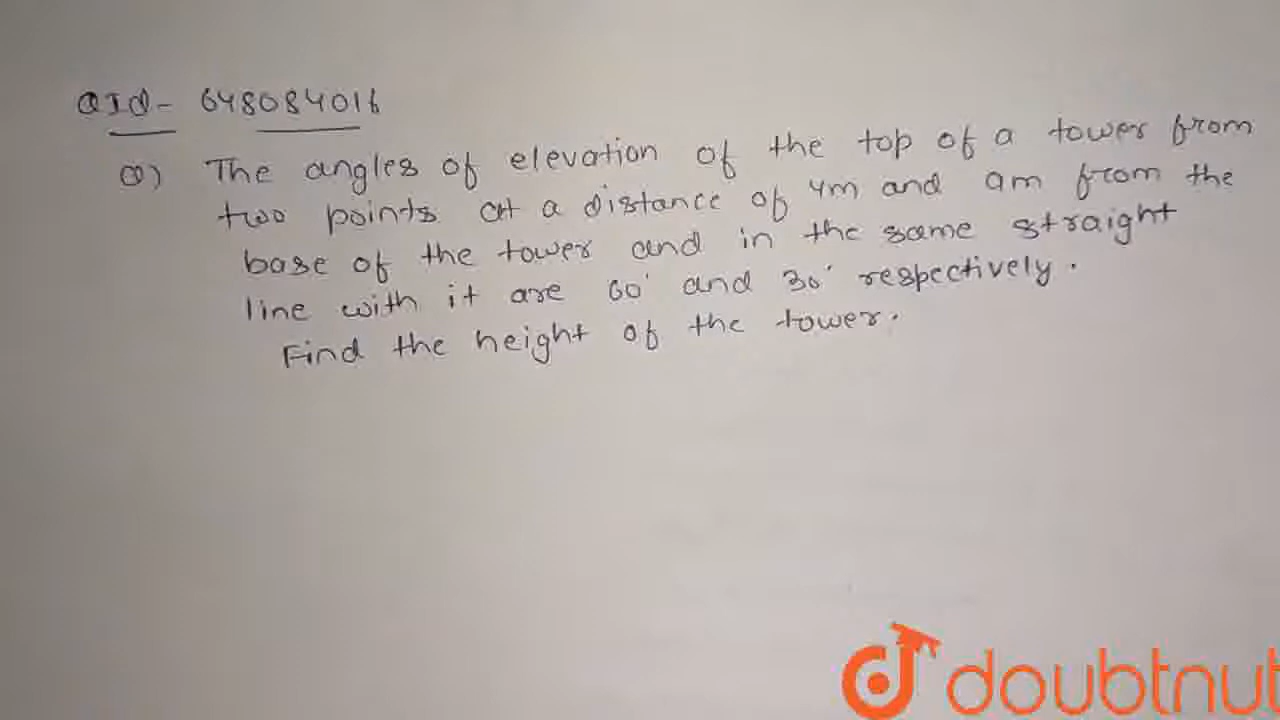 QId- 648084016
Q) The angles of elevation of the top of a tower from
two points at a distance of 4m and 9m from the
base of the tower and in the same straight
line with it are 60° and 30° respectively.
Find the height of the tower.
doubtnut